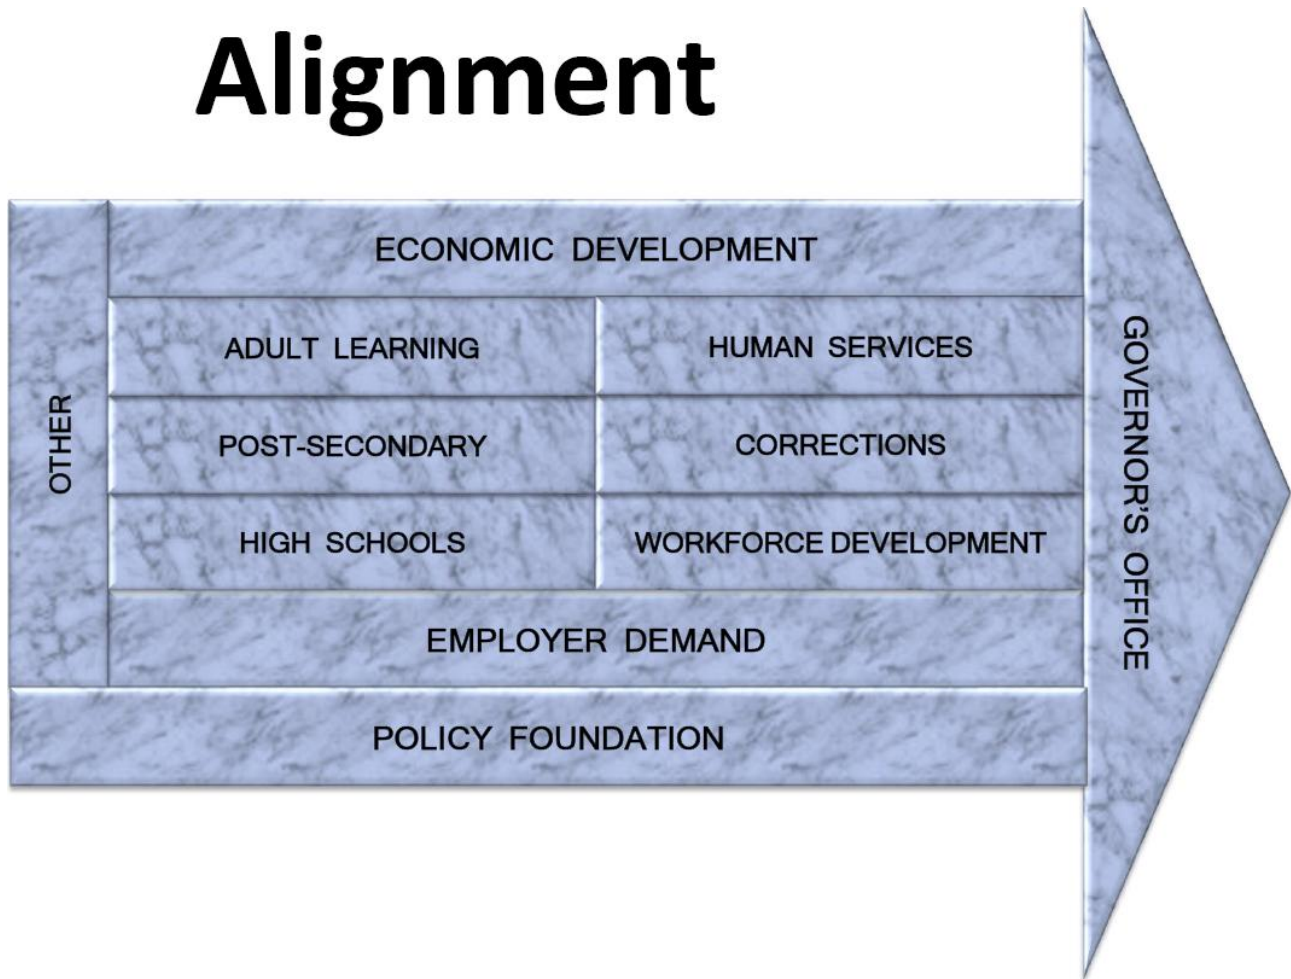 Alignment
ECONOMIC DEVELOPMENT
OTHER
ADULT LEARNING
HUMAN SERVICES
POST-SECONDARY
CORRECTIONS
HIGH SCHOOLS
WORKFORCE DEVELOPMENT
EMPLOYER DEMAND
POLICY FOUNDATION
GOVERNOR'S OFFICE